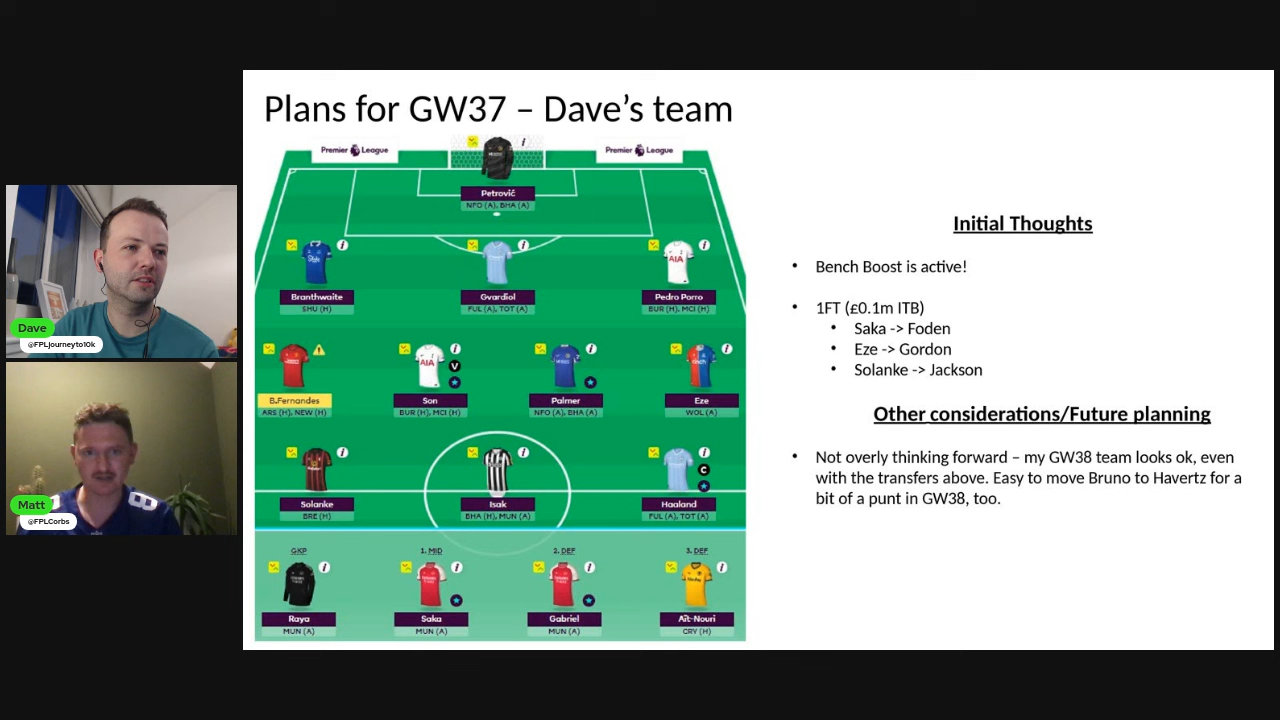 Plans for GW37 – Dave’s team
Premier League
Premier League
Petrović
NFO (A), BHA (A)
Branthwaite
SHU (H)
Gvardiol
FUL (A), TOT (A)
Pedro Porro
BUR (H), MCI (H)
B.Fernandes
ARS (H), NEW (H)
AIA
AIA
V
Son
BUR (H), MCI (H)
Palmer
NFO (A), BHA (A)
Eze
WOL (A)
Solanke
BRE (H)
Isak
BHA (H), MUN (A)
C
Haaland
FUL (A), TOT (A)
GKP
1. MID
2. DEF
3. DEF
Raya
MUN (A)
Saka
MUN (A)
Gabriel
MUN (A)
Aït-Nouri
CRY (H)
Initial Thoughts
• Bench Boost is active!
• 1FT (£0.1m ITB)
• Saka -> Foden
• Eze -> Gordon
• Solanke -> Jackson
Other considerations/Future planning
• Not overly thinking forward – my GW38 team looks ok, even
with the transfers above. Easy to move Bruno to Havertz for a
bit of a punt in GW38, too.
Dave
@FPLjourneyto10k
Matt
@FPLCorbs